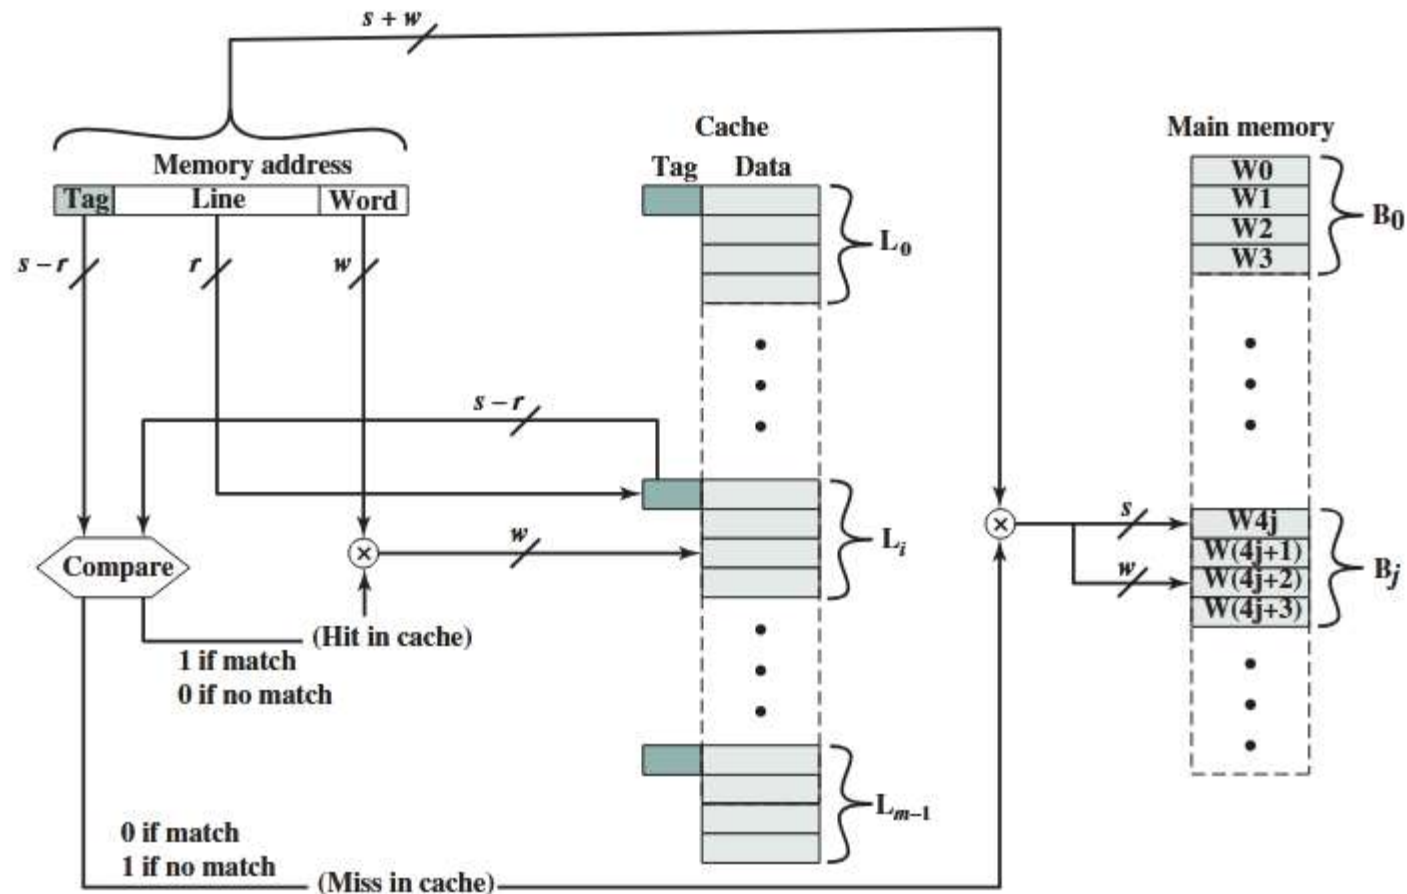 s + w
Cache
Main memory
Memory address
Tag Data
Tag Line Word
W0
W1
W2
W3
B0
L0
s – r
r
w
s – r
s
W4j
W(4j+1)
W(4j+2)
W(4j+3)
Bj
w
Li
w
Compare
(Hit in cache)
1 if match
0 if no match
Lm–1
0 if match
1 if no match
(Miss in cache)